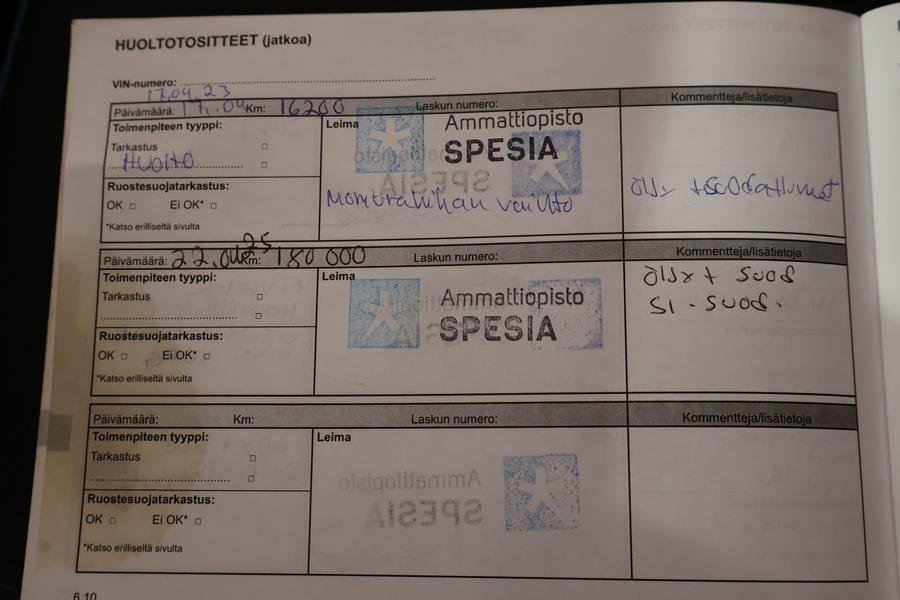 HUOLTOTOSITTEET (jatkoa)
VIN-numero:
17.04.23
Päivämäärä: 17.04 Km: 16200 Laskun numero: Kommentteja/lisätietoja
Toimenpiteen tyyppi:
Leima
Ammattiopisto
SPESIA
Tarkastus
HUOLTO
Ruostesuojatarkastus:
OK Ei OK*
*Katso erilliseltä sivulta
vaihto
Öljy +
25
Päivämäärä: 22.04 Km: 180 000 Laskun numero: Kommentteja/lisätietoja
Toimenpiteen tyyppi:
Leima
Ammattiopisto
SPESIA
Tarkastus
Ruostesuojatarkastus:
OK Ei OK*
*Katso erilliseltä sivulta
öljy + suod
SI - suod.
Päivämäärä: Km: Laskun numero: Kommentteja/lisätietoja
Toimenpiteen tyyppi:
Leima
Tarkastus
Ammattiopisto
SPESIA
Ruostesuojatarkastus:
OK Ei OK*
*Katso erilliseltä sivulta
6.10